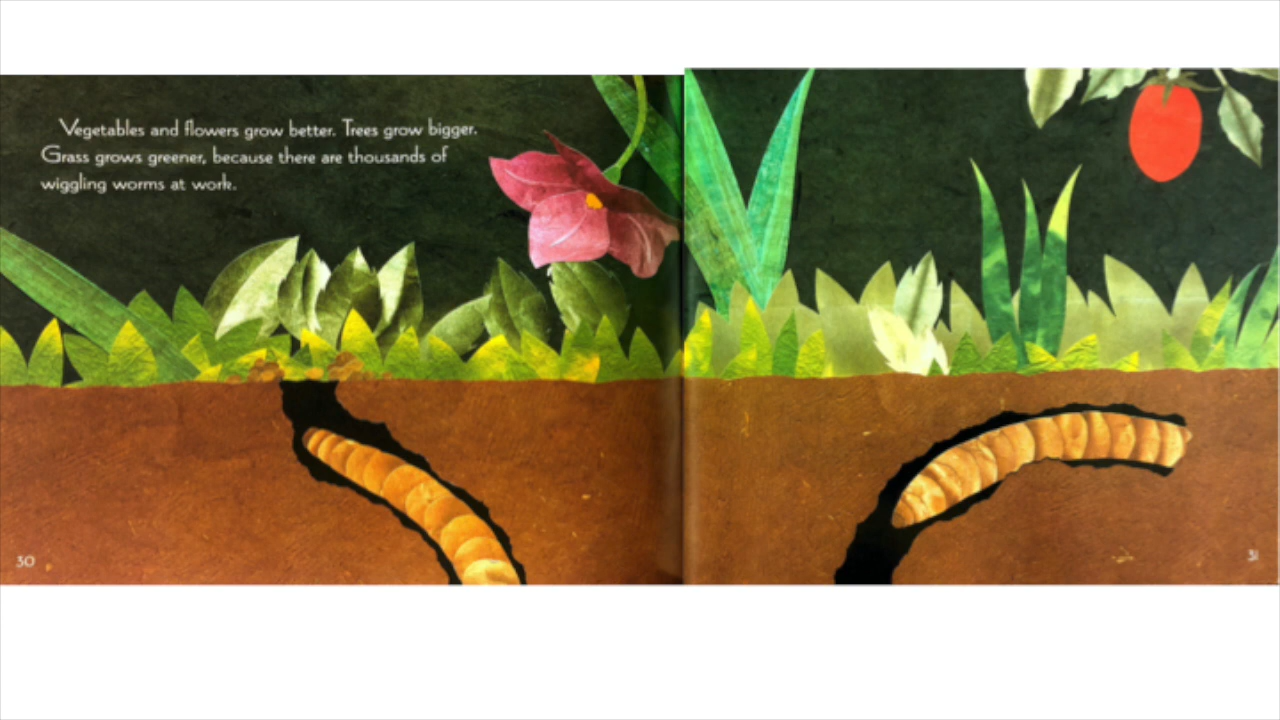 Vegetables and flowers grow better. Trees grow bigger.
Grass grows greener, because there are thousands of
wiggling worms at work.
30
31